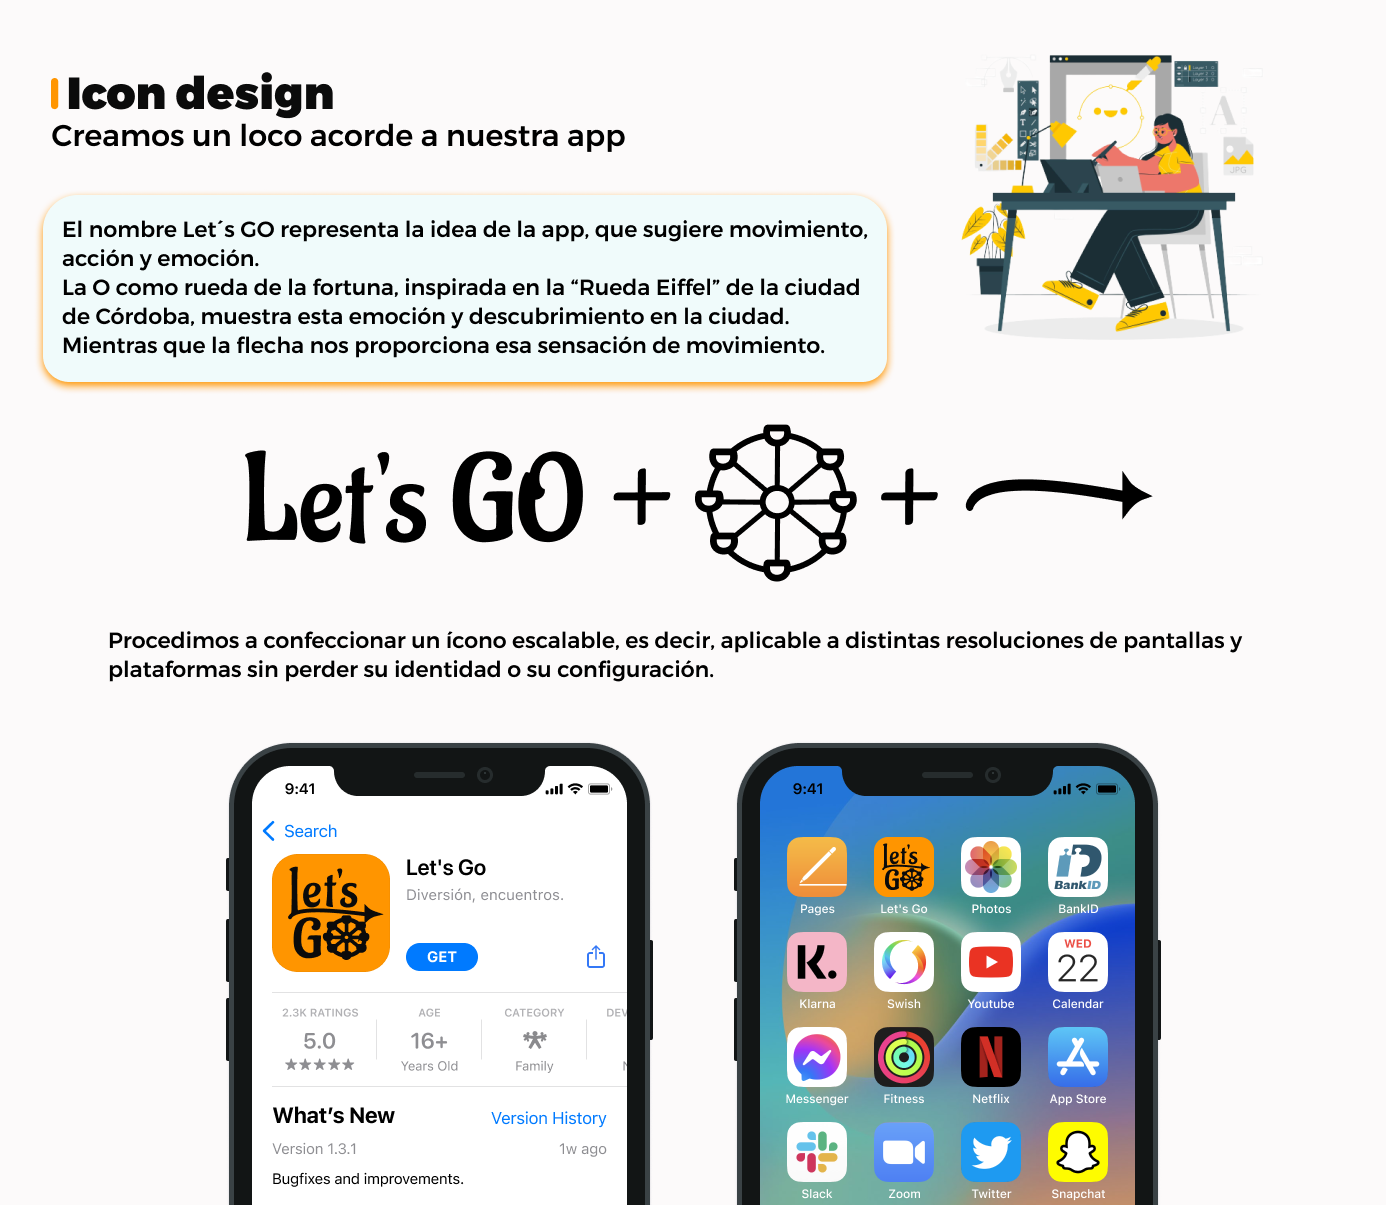 Icon design
Creamos un loco acorde a nuestra app
El nombre Let´s GO representa la idea de la app, que sugiere movimiento,
acción y emoción.
La O como rueda de la fortuna, inspirada en la “Rueda Eiffel” de la ciudad
de Córdoba, muestra esta emoción y descubrimiento en la ciudad.
Mientras que la flecha nos proporciona esa sensación de movimiento.
A
JPG
Let's GO + +
Procedimos a confeccionar un ícono escalable, es decir, aplicable a distintas resoluciones de pantallas y
plataformas sin perder su identidad o su configuración.
9:41
Search
Let's
GO
Let's Go
Diversión, encuentros.
GET
2.3K RATINGS AGE CATEGORY DEV
5.0 16+
Years Old Family
What’s New Version History
Version 1.3.1 1w ago
Bugfixes and improvements.
9:41
Let's
GO
BankID
Pages Let's Go Photos BankID
K.
WED
22
Klarna Swish Youtube Calendar
N
Messenger Fitness Netflix App Store
Slack Zoom Twitter Snapchat